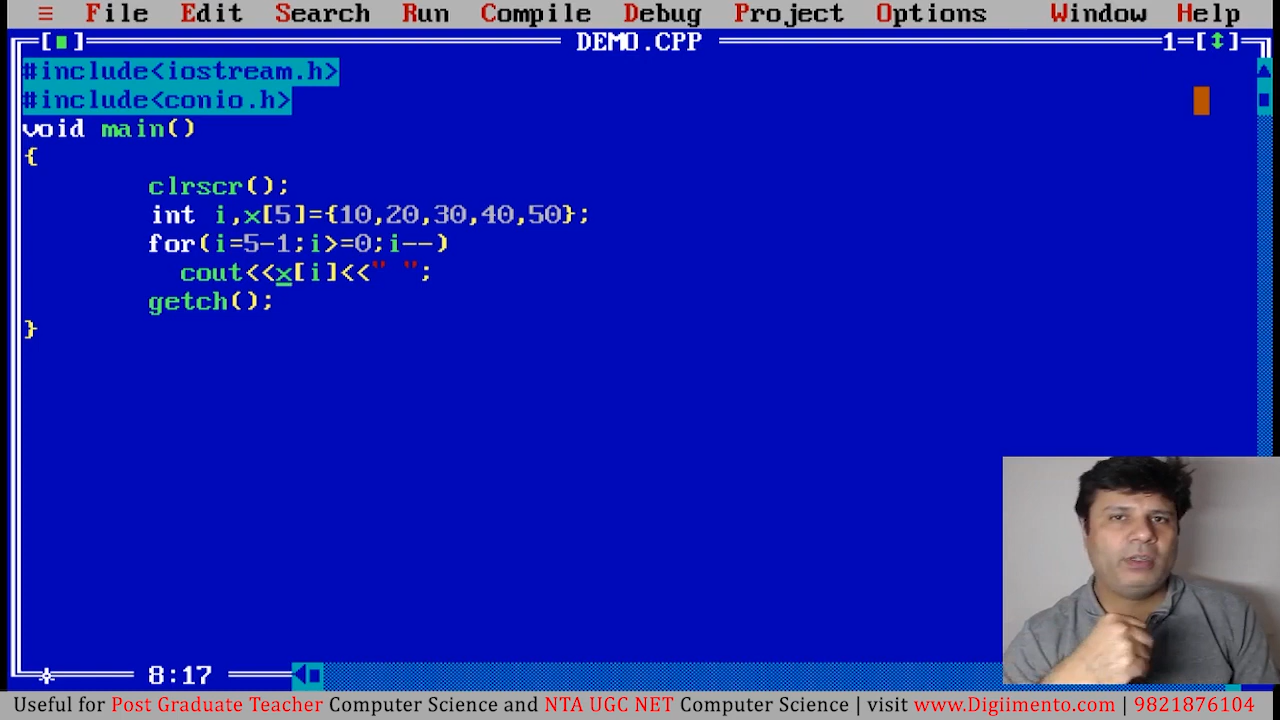 ≡ File Edit Search Run Compile Debug Project Options Window Help
[■] DEMO.CPP 1=[↕]
#include<iostream.h>
#include<conio.h>
void main()
{
clrscr();
int i,x[5]={10,20,30,40,50};
for(i=5-1;i>=0;i--)
cout<<x[i]<<" ";
getch();
}
8:17
Useful for Post Graduate Teacher Computer Science and NTA UGC NET Computer Science | visit www.Digiimento.com | 9821876104